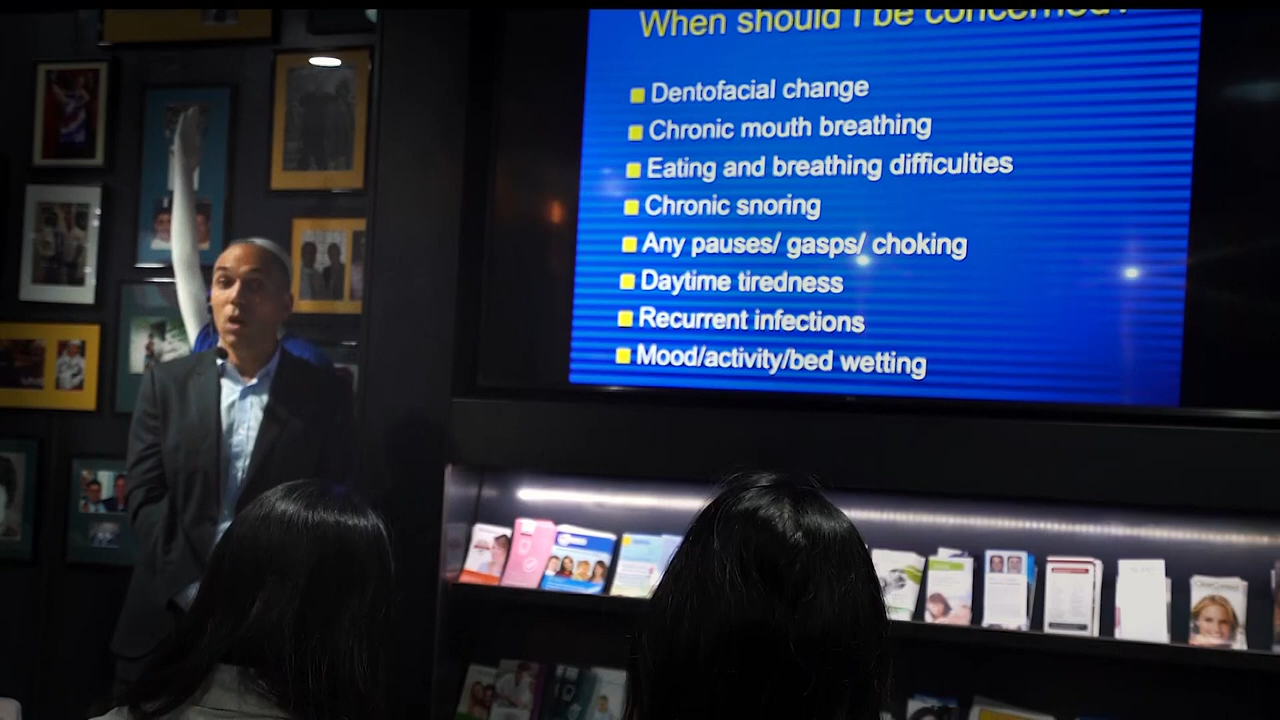 When should I be concerned?
Dentofacial change
Chronic mouth breathing
Eating and breathing difficulties
Chronic snoring
Any pauses/ gasps/ choking
Daytime tiredness
Recurrent infections
Mood/activity/bed wetting